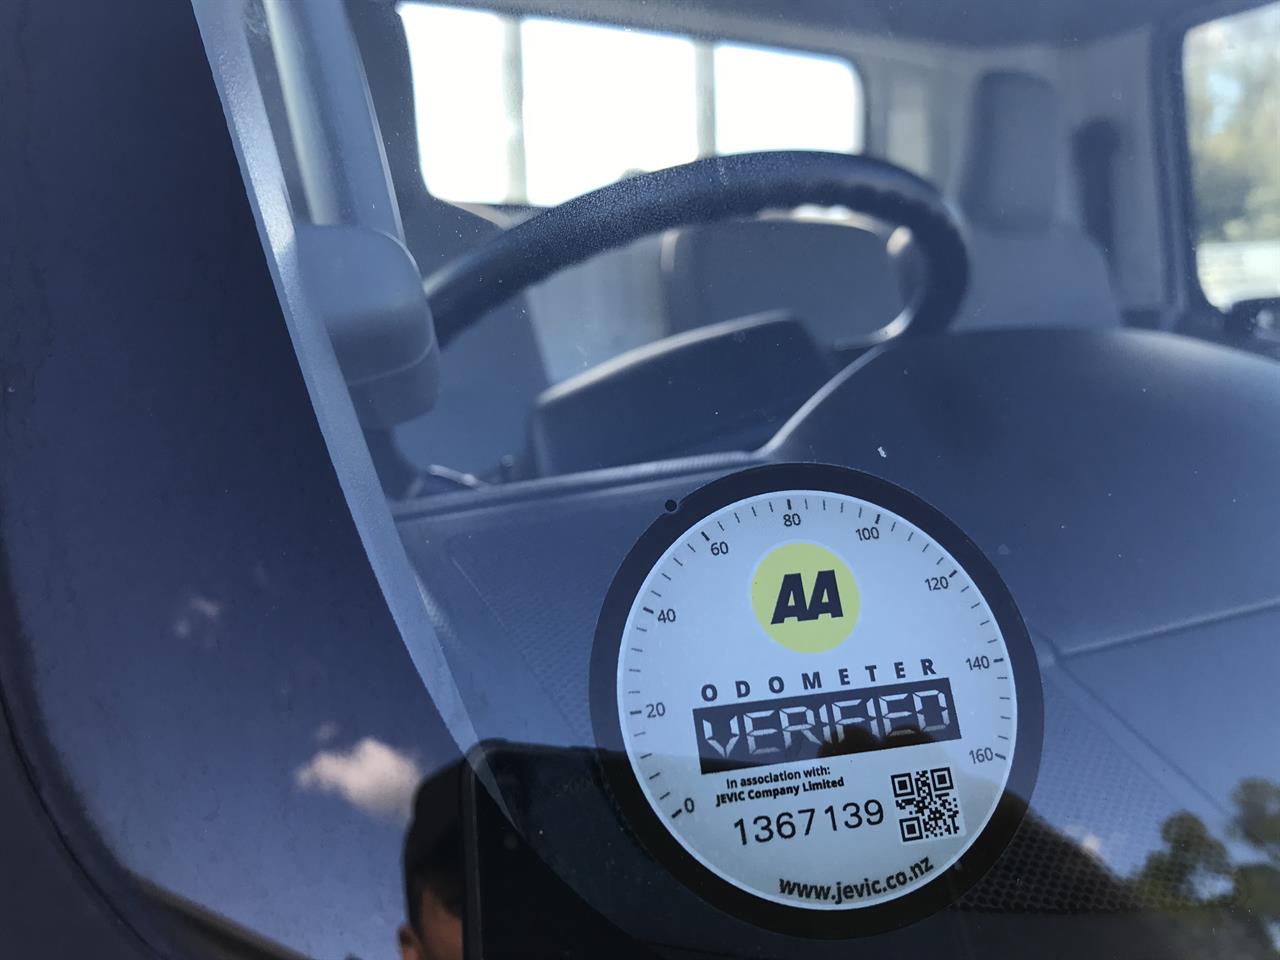 0 20 40 60 80 100 120 140 160
AA
ODOMETER
VERIFIED
In association with:
JEVIC Company Limited
1367139
www.jevic.co.nz